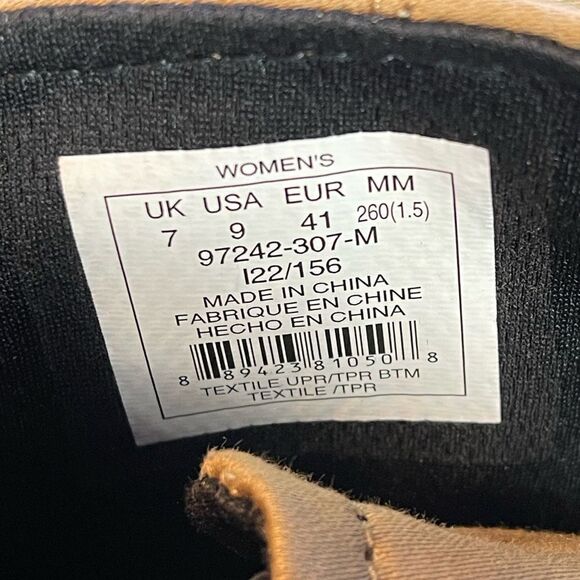 WOMEN'S
UK USA EUR MM
7 9 41 260(1.5)
97242-307-M
I22/156
MADE IN CHINA
FABRIQUE EN CHINE
HECHO EN CHINA
8 89423 81050 8
TEXTILE UPR/TPR BTM
TEXTILE /TPR